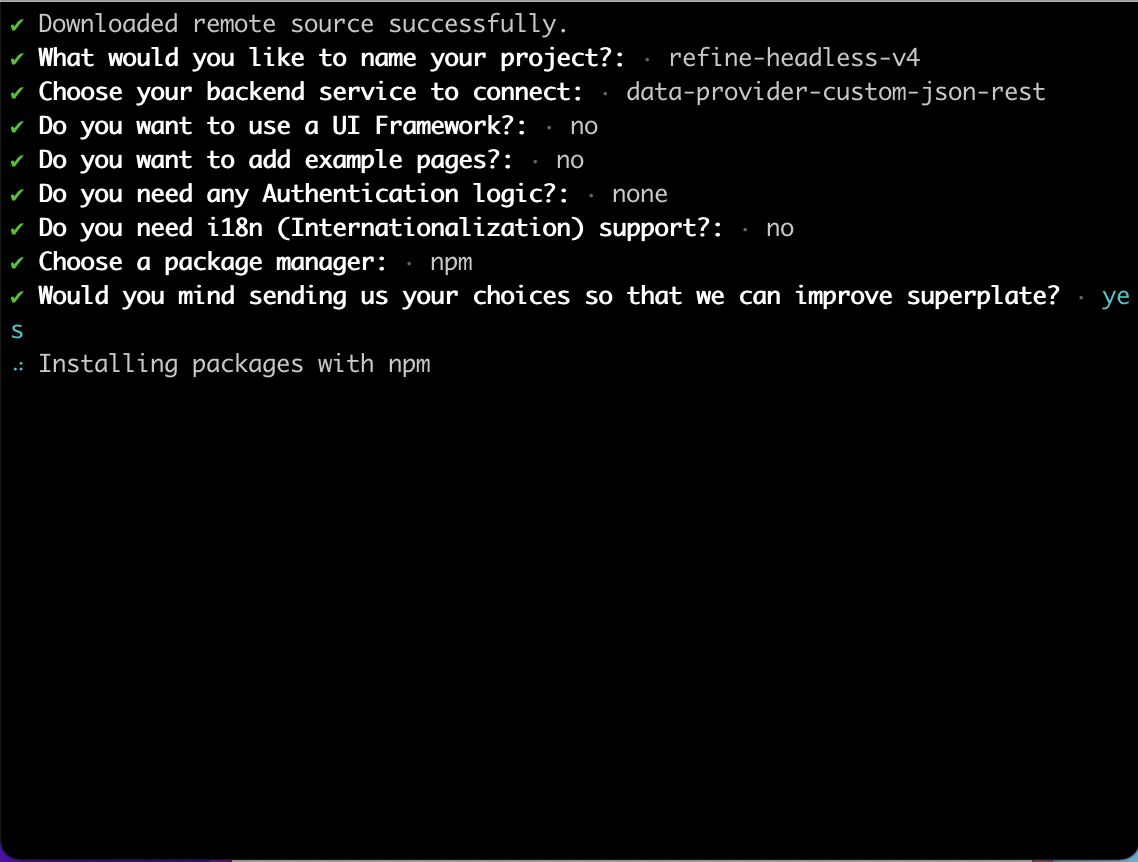 ✔ Downloaded remote source successfully.
✔ What would you like to name your project?: · refine-headless-v4
✔ Choose your backend service to connect: · data-provider-custom-json-rest
✔ Do you want to use a UI Framework?: · no
✔ Do you want to add example pages?: · no
✔ Do you need any Authentication logic?: · none
✔ Do you need i18n (Internationalization) support?: · no
✔ Choose a package manager: · npm
✔ Would you mind sending us your choices so that we can improve superplate? · ye
s
⠴ Installing packages with npm